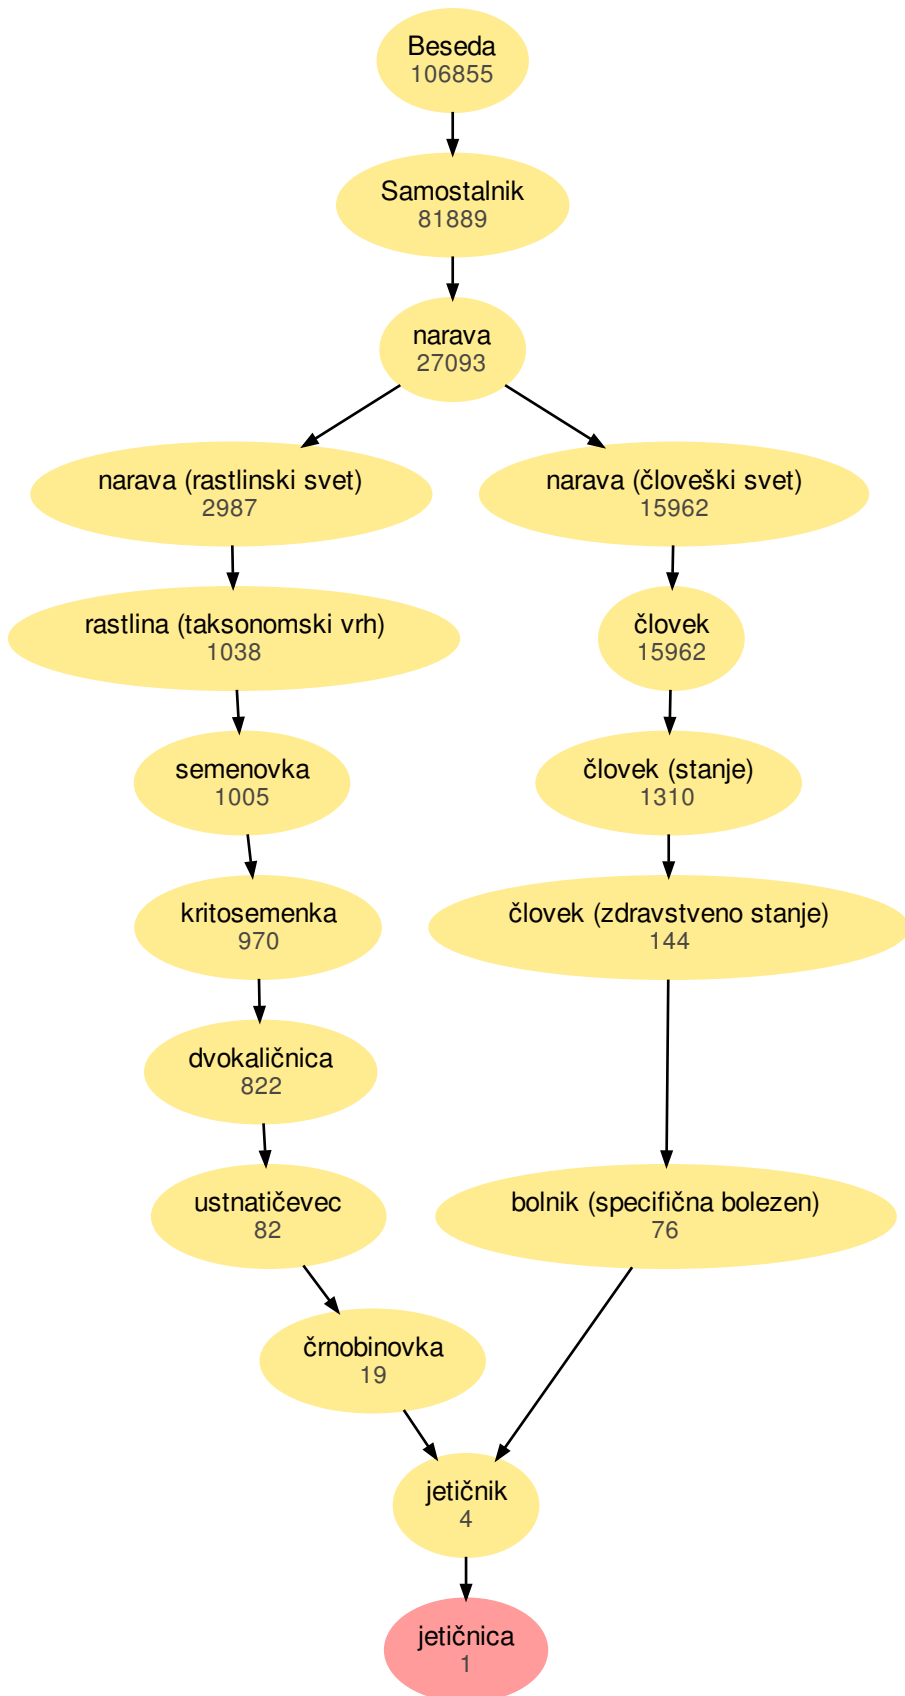 Beseda
106855
Samostalnik
81889
narava
27093
narava (rastlinski svet)
2987
narava (človeški svet)
15962
rastlina (taksonomski vrh)
1038
človek
15962
semenovka
1005
človek (stanje)
1310
kritosemenka
970
človek (zdravstveno stanje)
144
dvokaličnica
822
ustnatičevec
82
bolnik (specifična bolezen)
76
črnobinovka
19
jetičnik
4
jetičnica
1